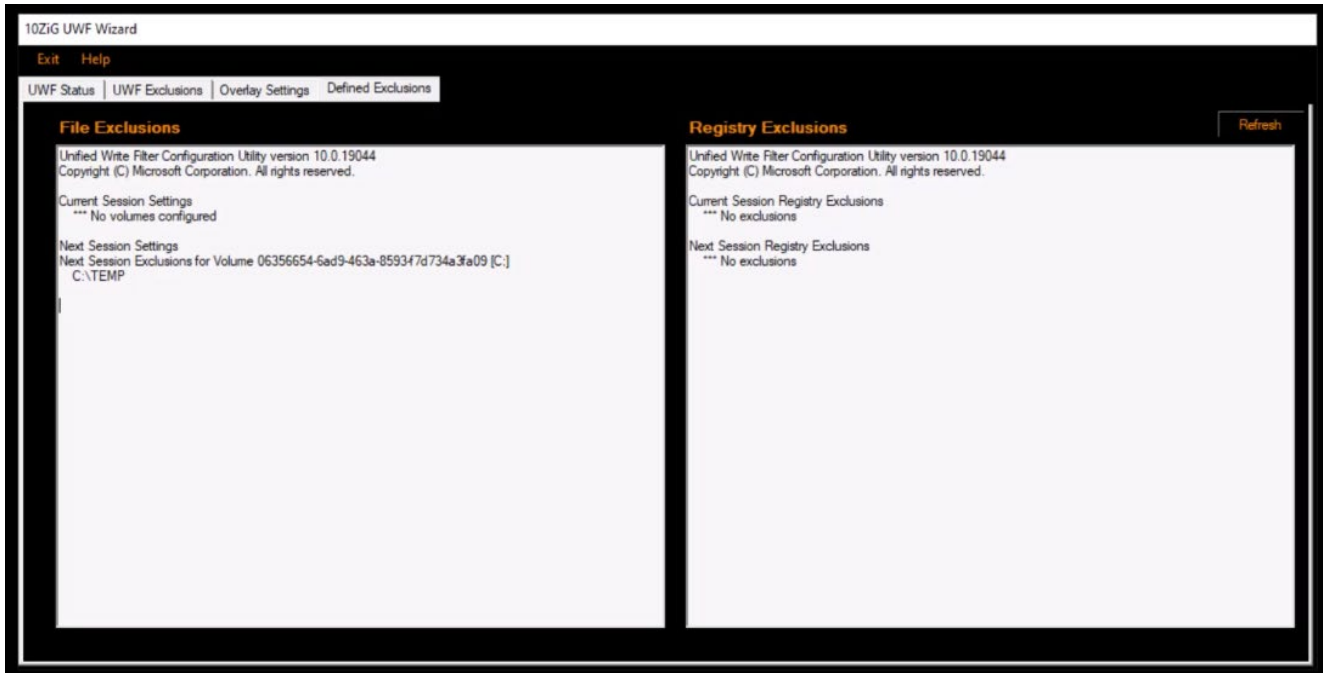 10ZiG UWF Wizard
Exit Help
UWF Status UWF Exclusions Overlay Settings Defined Exclusions
File Exclusions
Unified Write Filter Configuration Utility version 10.0.19044
Copyright (C) Microsoft Corporation. All rights reserved.
Current Session Settings
*** No volumes configured
Next Session Settings
Next Session Exclusions for Volume 06356654-6ad9-463a-8593-f7d734a3fa09 [C:]
C:\TEMP
Registry Exclusions
Refresh
Unified Write Filter Configuration Utility version 10.0.19044
Copyright (C) Microsoft Corporation. All rights reserved.
Current Session Registry Exclusions
*** No exclusions
Next Session Registry Exclusions
*** No exclusions